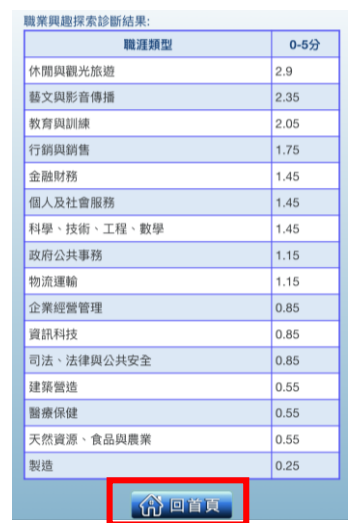 職業興趣探索診斷結果:
職涯類型 0-5分
休閒與觀光旅遊 2.9
藝文與影音傳播 2.35
教育與訓練 2.05
行銷與銷售 1.75
金融財務 1.45
個人及社會服務 1.45
科學、技術、工程、數學 1.45
政府公共事務 1.15
物流運輸 1.15
企業經營管理 0.85
資訊科技 0.85
司法、法律與公共安全 0.85
建築營造 0.55
醫療保健 0.55
天然資源、食品與農業 0.55
製造 0.25
回首頁